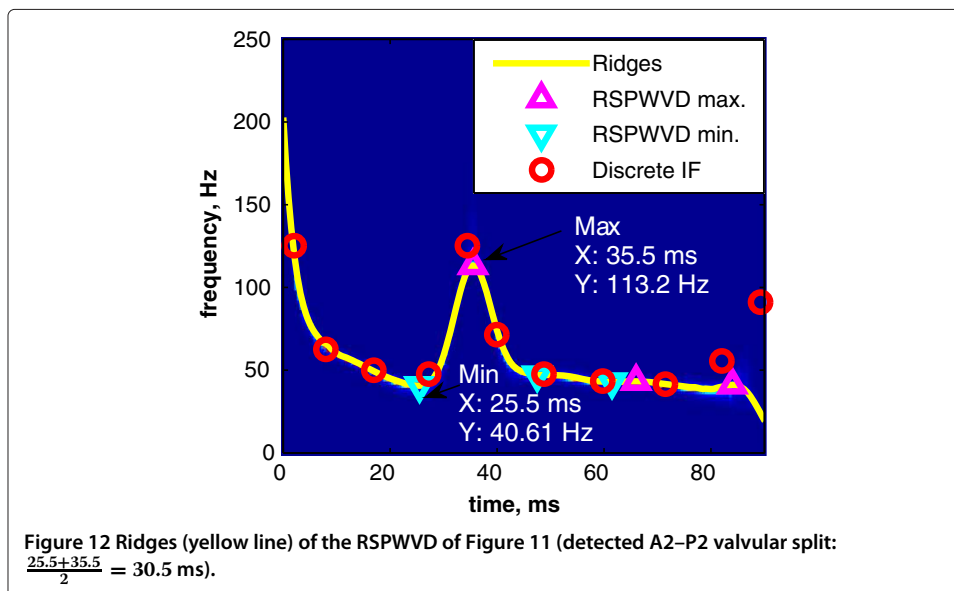 250
200
150
100
50
0
frequency, Hz
Ridges
RSPWVD max.
RSPWVD min.
Discrete IF
Max
X: 35.5 ms
Y: 113.2 Hz
Min
X: 25.5 ms
Y: 40.61 Hz
0 20 40 60 80
time, ms
Figure 12 Ridges (yellow line) of the RSPWVD of Figure 11 (detected A2–P2 valvular split:
25.5+35.5/2 = 30.5 ms).